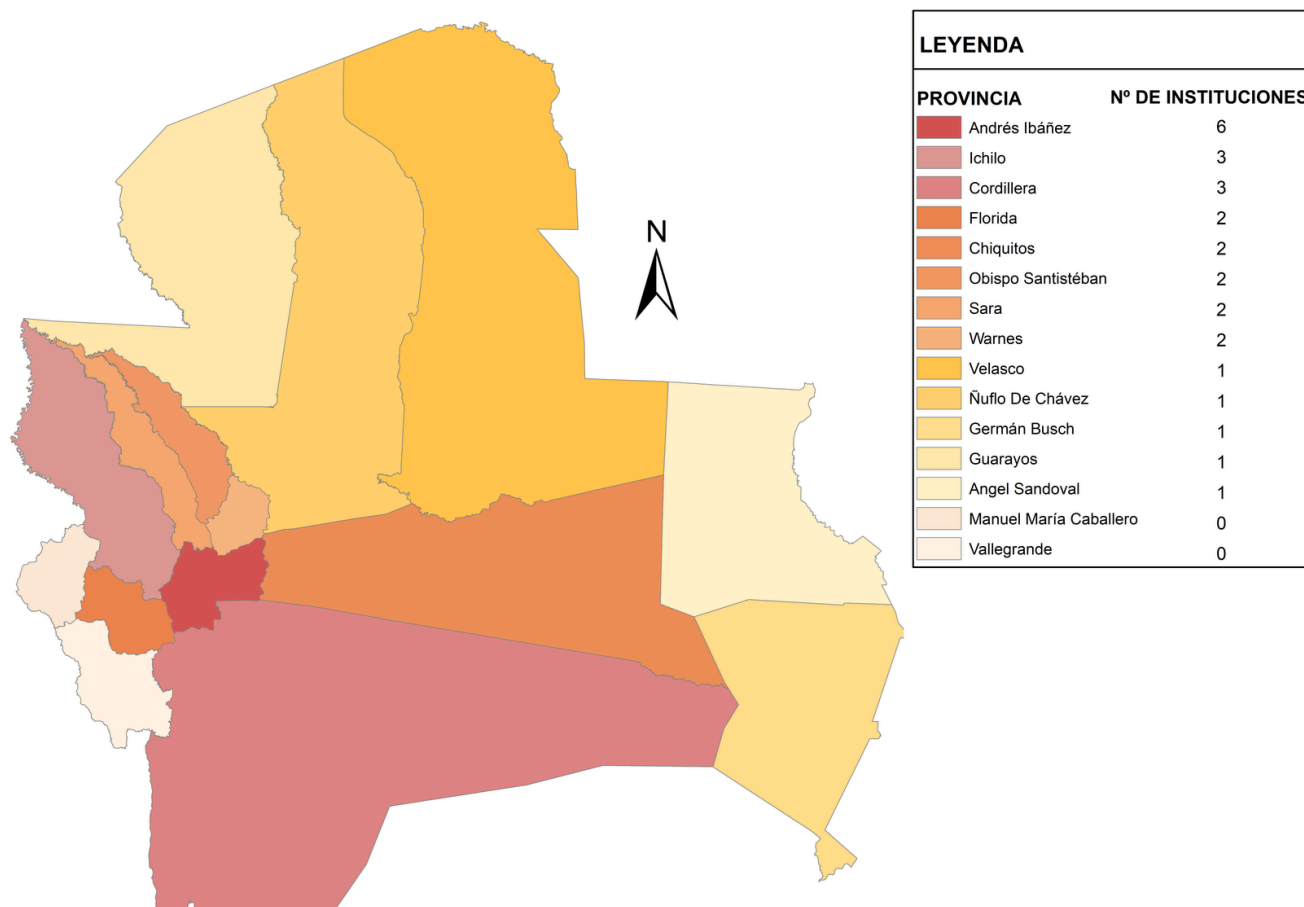 N
LEYENDA
PROVINCIA Nº DE INSTITUCIONES
Andrés Ibáñez 6
Ichilo 3
Cordillera 3
Florida 2
Chiquitos 2
Obispo Santistéban 2
Sara 2
Warnes 2
Velasco 1
Ñuflo De Chávez 1
Germán Busch 1
Guarayos 1
Angel Sandoval 1
Manuel María Caballero 0
Vallegrande 0